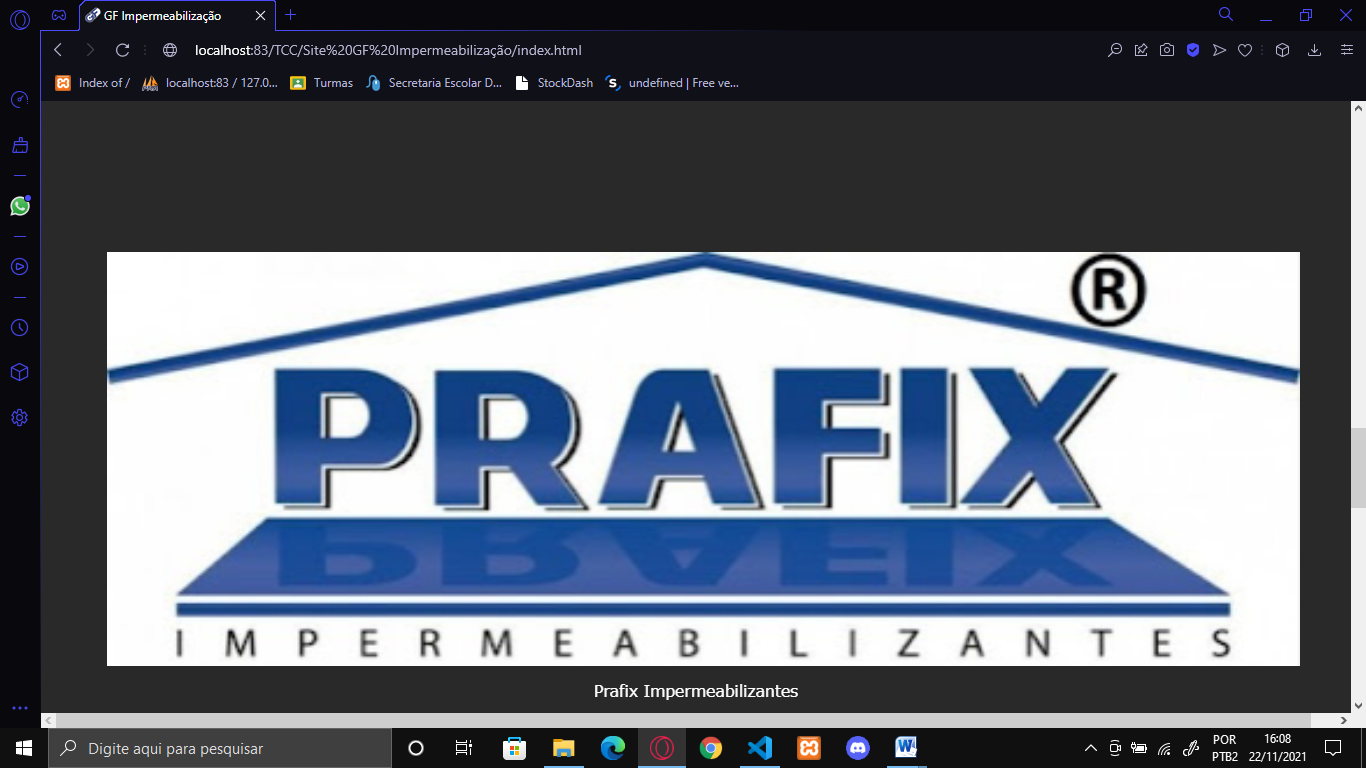 GF Impermeabilização
localhost:83/TCC/Site%20GF%20Impermeabilização/index.html
Index of /
localhost:83 / 127.0...
Turmas
Secretaria Escolar D...
StockDash
undefined | Free ve...
®
PRAFIX
IMPERMEABILIZANTES
Prafix Impermeabilizantes
Digite aqui para pesquisar
POR
PTB2
16:08
22/11/2021